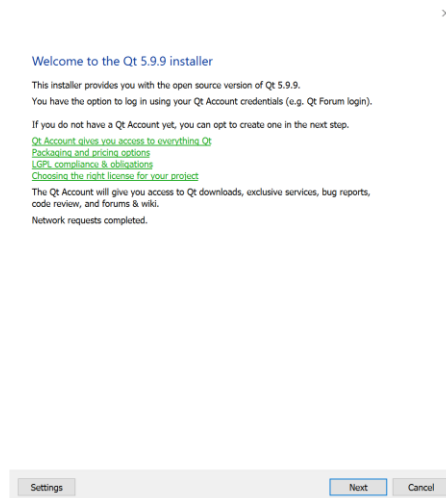 Welcome to the Qt 5.9.9 installer
This installer provides you with the open source version of Qt 5.9.9.
You have the option to log in using your Qt Account credentials (e.g. Qt Forum login).
If you do not have a Qt Account yet, you can opt to create one in the next step.
Qt Account gives you access to everything Qt
Packaging and pricing options
LGPL compliance & obligations
Choosing the right license for your project
The Qt Account will give you access to Qt downloads, exclusive services, bug reports,
code review, and forums & wiki.
Network requests completed.
Settings Next Cancel